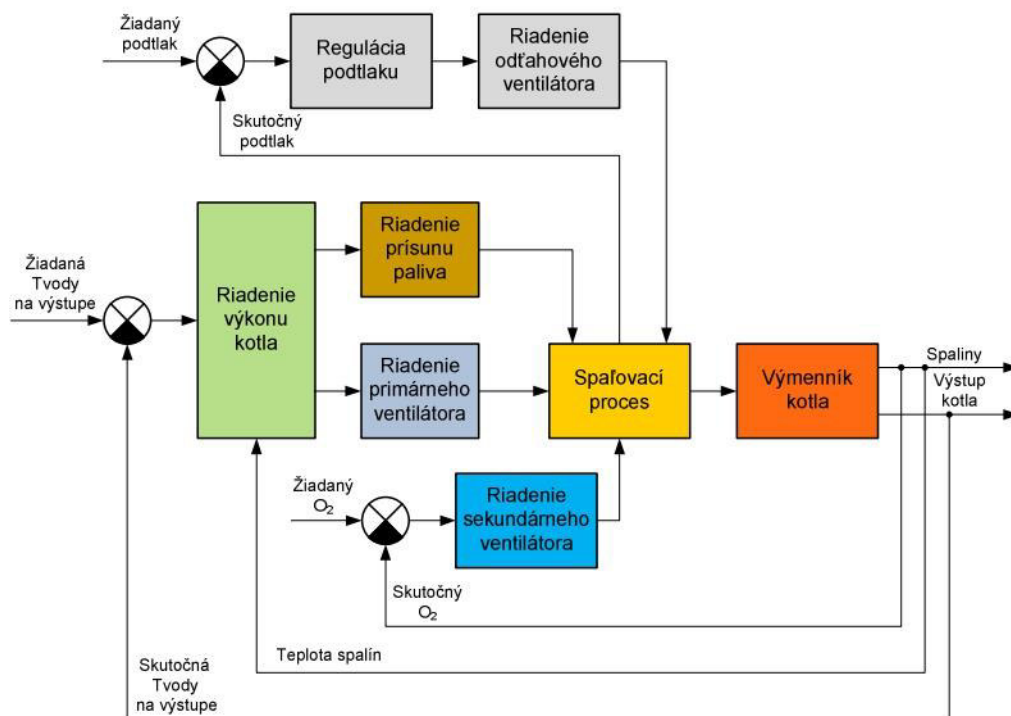 Žiadaný
podtlak
Regulácia
podtlaku
Riadenie
odťahového
ventilátora
Skutočný
podtlak
Žiadaná
Tvody
na výstupe
Riadenie
výkonu
kotla
Riadenie
prísunu
paliva
Riadenie
primárneho
ventilátora
Spaľovací
proces
Výmenník
kotla
Spaliny
Výstup
kotla
Žiadaný
O₂
Riadenie
sekundárneho
ventilátora
Skutočný
O₂
Teplota spalín
Skutočná
Tvody
na výstupe